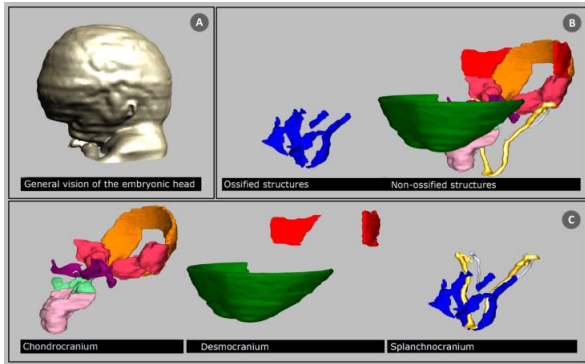 A
General vision of the embryonic head
B
Ossified structures
Non-ossified structures
C
Chondrocranium
Desmocranium
Splanchnocranium